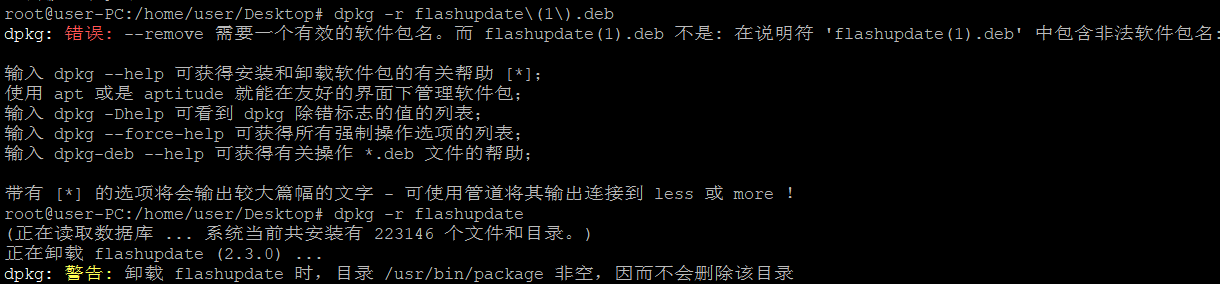 root@user-PC:/home/user/Desktop# dpkg -r flashupdate\(1\).deb
dpkg: 错误: --remove 需要一个有效的软件包名。而 flashupdate(1).deb 不是: 在说明符 'flashupdate(1).deb' 中包含非法软件包名:
输入 dpkg --help 可获得安装和卸载软件包的有关帮助 [*];
使用 apt 或是 aptitude 就能在友好的界面下管理软件包;
输入 dpkg -Dhelp 可看到 dpkg 除错标志的值的列表;
输入 dpkg --force-help 可获得所有强制操作选项的列表;
输入 dpkg-deb --help 可获得有关操作 *.deb 文件的帮助;
带有 [*] 的选项将会输出较大篇幅的文字 - 可使用管道将其输出连接到 less 或 more !
root@user-PC:/home/user/Desktop# dpkg -r flashupdate
(正在读取数据库 ... 系统当前共安装有 223146 个文件和目录。)
正在卸载 flashupdate (2.3.0) ...
dpkg: 警告: 卸载 flashupdate 时，目录 /usr/bin/package 非空，因而不会删除该目录